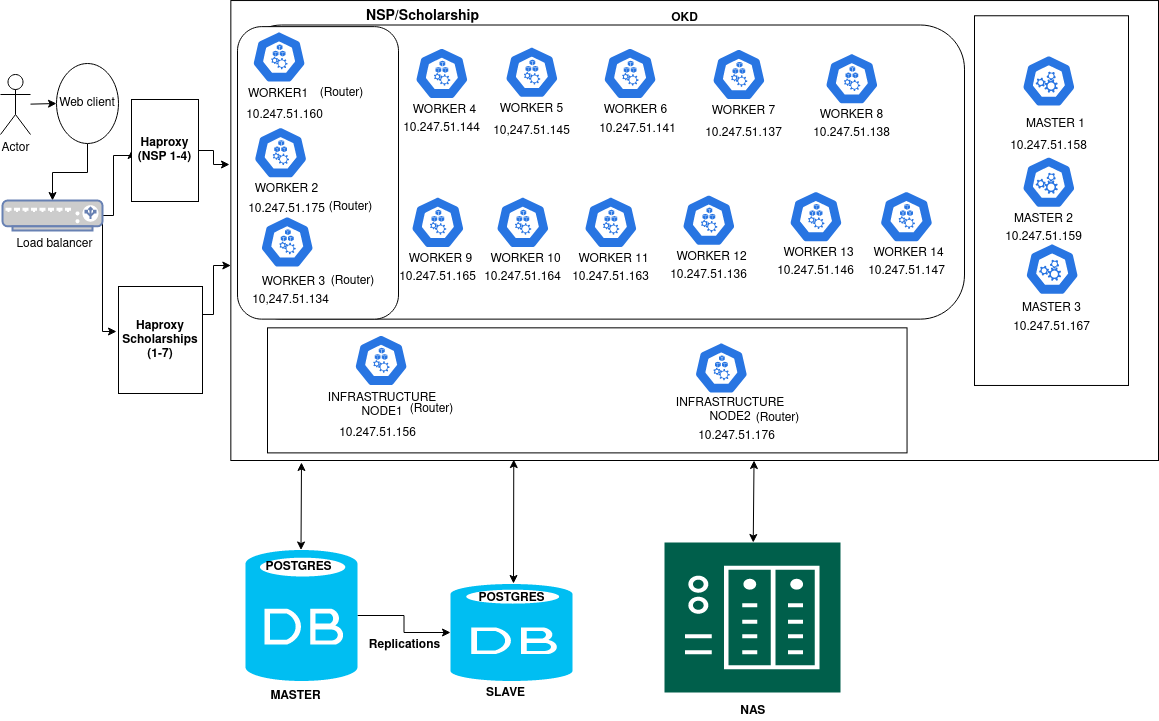 NSP/Scholarship
OKD
Actor
Web client
Load balancer
Haproxy
(NSP 1-4)
Haproxy
Scholarships
(1-7)
WORKER1 (Router)
10.247.51.160
WORKER 2
10.247.51.175 (Router)
WORKER 3 (Router)
10,247.51.134
WORKER 4
10.247.51.144
WORKER 5
10,247.51.145
WORKER 6
10.247.51.141
WORKER 7
10.247.51.137
WORKER 8
10.247.51.138
WORKER 9
10.247.51.165
WORKER 10
10.247.51.164
WORKER 11
10.247.51.163
WORKER 12
10.247.51.136
WORKER 13
10.247.51.146
WORKER 14
10.247.51.147
MASTER 1
10.247.51.158
MASTER 2
10.247.51.159
MASTER 3
10.247.51.167
INFRASTRUCTURE
NODE1 (Router)
10.247.51.156
INFRASTRUCTURE
NODE2 (Router)
10.247.51.176
POSTGRES
DB
MASTER
Replications
POSTGRES
DB
SLAVE
NAS